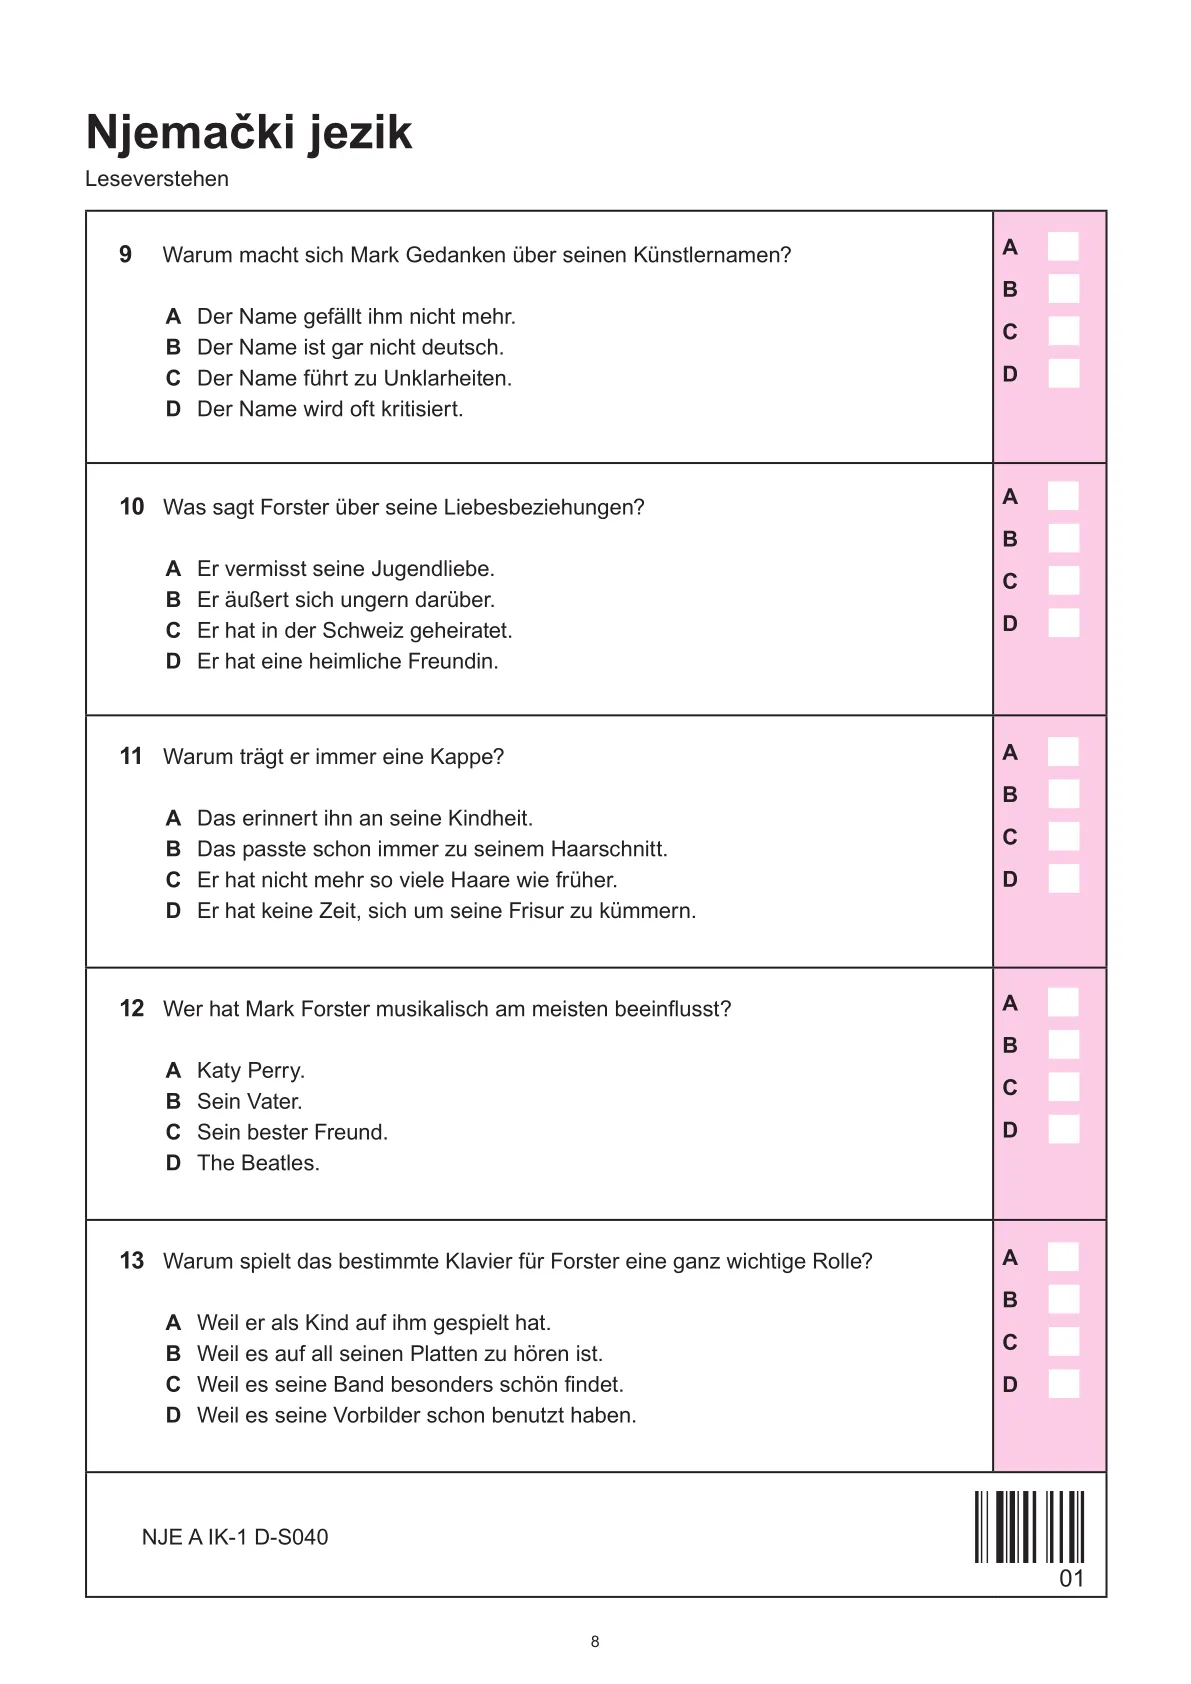 Njemački jezik
Leseverstehen
9 Warum macht sich Mark Gedanken über seinen Künstlernamen?
A Der Name gefällt ihm nicht mehr.
B Der Name ist gar nicht deutsch.
C Der Name führt zu Unklarheiten.
D Der Name wird oft kritisiert.
A
B
C
D
10 Was sagt Forster über seine Liebesbeziehungen?
A Er vermisst seine Jugendliebe.
B Er äußert sich ungern darüber.
C Er hat in der Schweiz geheiratet.
D Er hat eine heimliche Freundin.
A
B
C
D
11 Warum trägt er immer eine Kappe?
A Das erinnert ihn an seine Kindheit.
B Das passte schon immer zu seinem Haarschnitt.
C Er hat nicht mehr so viele Haare wie früher.
D Er hat keine Zeit, sich um seine Frisur zu kümmern.
A
B
C
D
12 Wer hat Mark Forster musikalisch am meisten beeinflusst?
A Katy Perry.
B Sein Vater.
C Sein bester Freund.
D The Beatles.
A
B
C
D
13 Warum spielt das bestimmte Klavier für Forster eine ganz wichtige Rolle?
A Weil er als Kind auf ihm gespielt hat.
B Weil es auf all seinen Platten zu hören ist.
C Weil es seine Band besonders schön findet.
D Weil es seine Vorbilder schon benutzt haben.
A
B
C
D
NJE A IK-1 D-S040
01
8